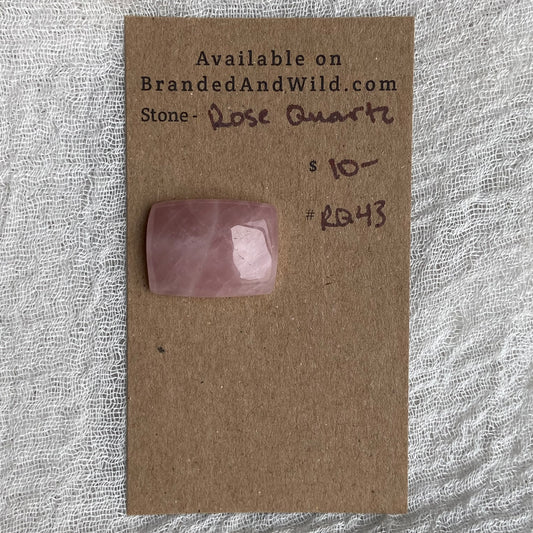 Available on
BrandedAndWild.com
Stone - Rose Quartz
$ 10-
# RQ43